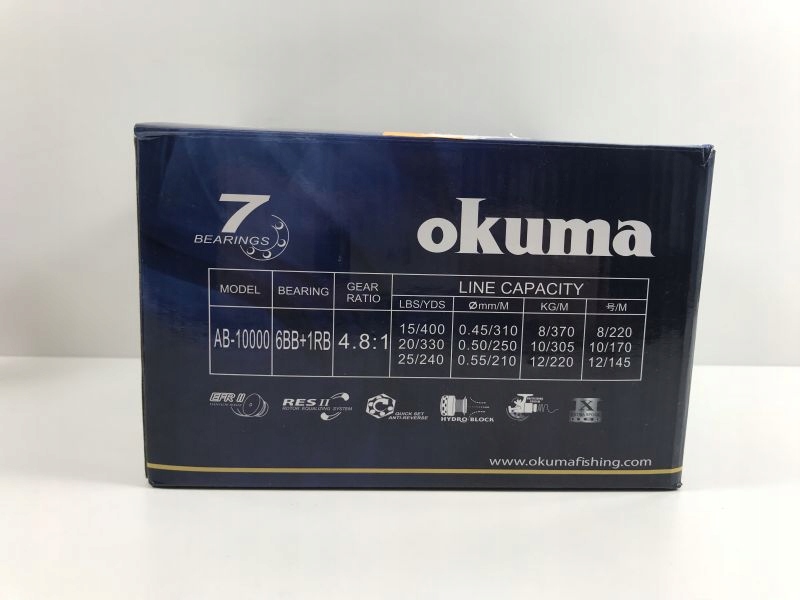 7
BEARINGS
okuma
MODEL BEARING GEAR RATIO LINE CAPACITY
LBS/YDS Ømm/M KG/M 号/M
AB-10000 6BB+1RB 4.8:1
15/400 0.45/310 8/370 8/220
20/330 0.50/250 10/305 10/170
25/240 0.55/210 12/220 12/145
EFR II
RES II
ROTOR EQUALIZING SYSTEM
QUICK SET
ANTI-REVERSE
HYDRO BLOCK
X
www.okumafishing.com